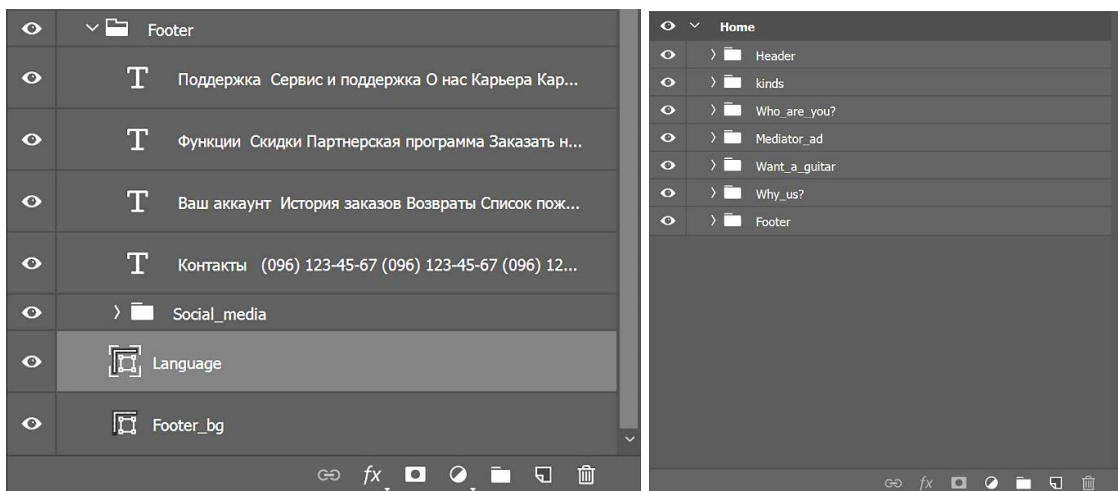 Footer
Поддержка Сервис и поддержка О нас Карьера Кар...
Функции Скидки Партнерская программа Заказать н...
Ваш аккаунт История заказов Возвраты Список пож...
Контакты (096) 123-45-67 (096) 123-45-67 (096) 12...
Social_media
Language
Footer_bg
fx
Home
Header
kinds
Who_are_you?
Mediator_ad
Want_a_guitar
Why_us?
Footer
fx